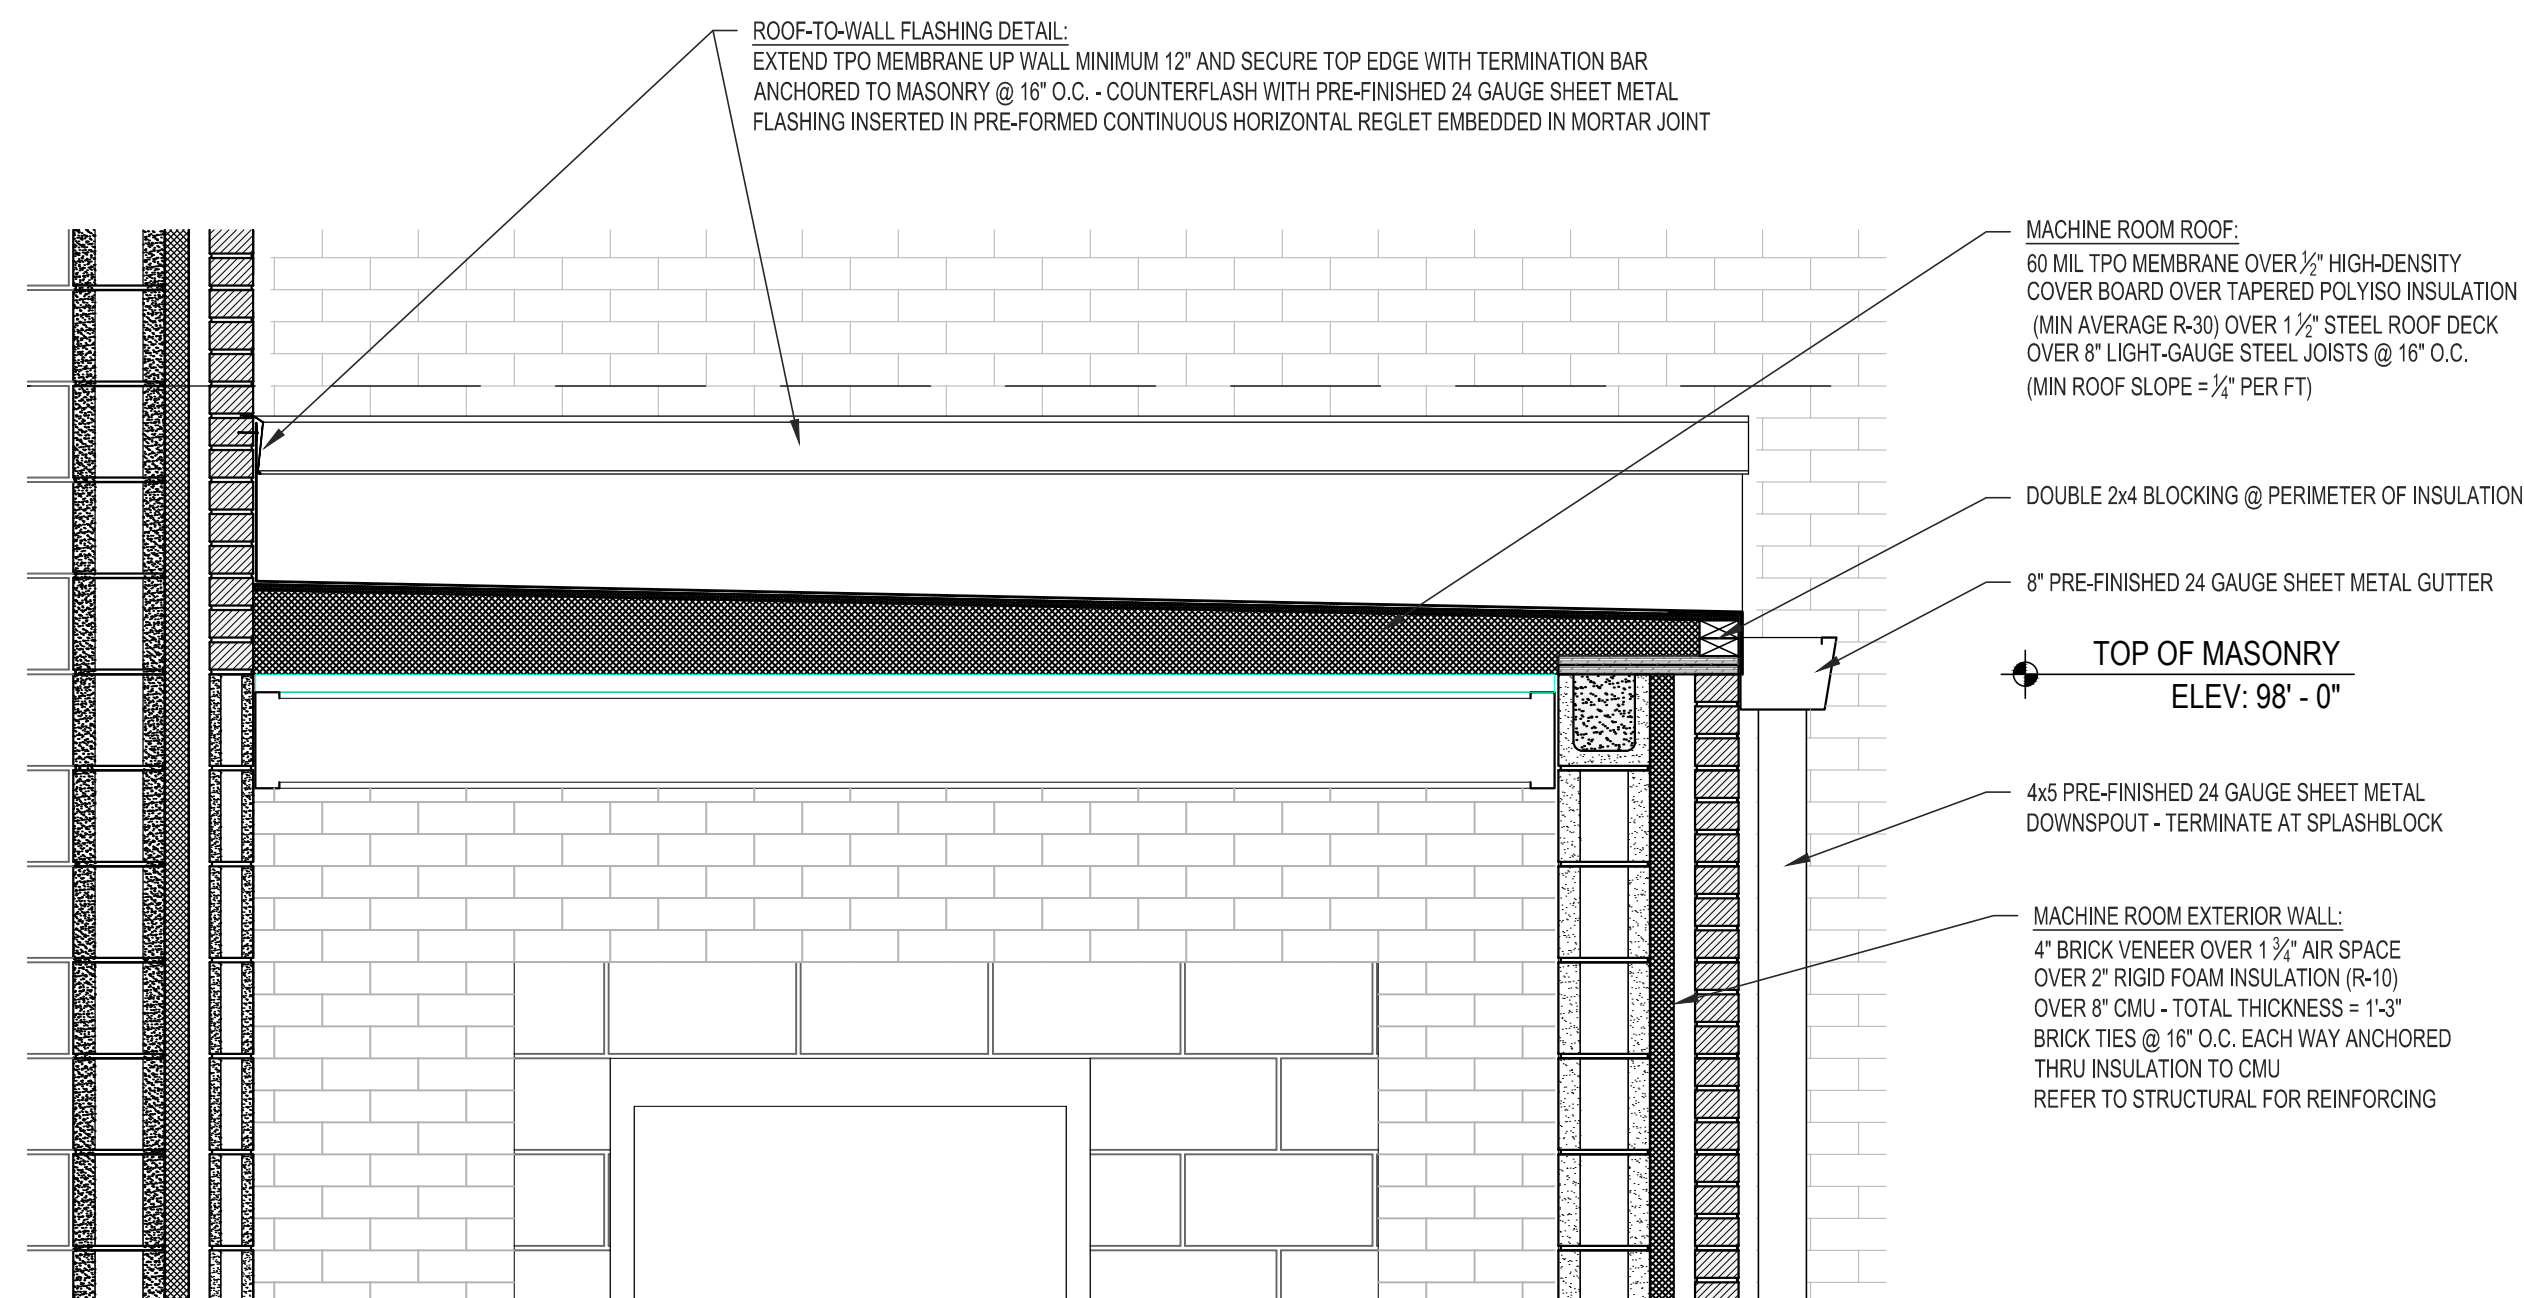 ROOF-TO-WALL FLASHING DETAIL:
EXTEND TPO MEMBRANE UP WALL MINIMUM 12" AND SECURE TOP EDGE WITH TERMINATION BAR
ANCHORED TO MASONRY @ 16" O.C. - COUNTERFLASH WITH PRE-FINISHED 24 GAUGE SHEET METAL
FLASHING INSERTED IN PRE-FORMED CONTINUOUS HORIZONTAL REGLET EMBEDDED IN MORTAR JOINT
MACHINE ROOM ROOF:
60 MIL TPO MEMBRANE OVER ½" HIGH-DENSITY
COVER BOARD OVER TAPERED POLYISO INSULATION
(MIN AVERAGE R-30) OVER 1 ½" STEEL ROOF DECK
OVER 8" LIGHT-GAUGE STEEL JOISTS @ 16" O.C.
(MIN ROOF SLOPE = ¼" PER FT)
DOUBLE 2x4 BLOCKING @ PERIMETER OF INSULATION
8" PRE-FINISHED 24 GAUGE SHEET METAL GUTTER
TOP OF MASONRY
ELEV: 98' - 0"
4x5 PRE-FINISHED 24 GAUGE SHEET METAL
DOWNSPOUT - TERMINATE AT SPLASHBLOCK
MACHINE ROOM EXTERIOR WALL:
4" BRICK VENEER OVER 1 ¾" AIR SPACE
OVER 2" RIGID FOAM INSULATION (R-10)
OVER 8" CMU - TOTAL THICKNESS = 1'-3"
BRICK TIES @ 16" O.C. EACH WAY ANCHORED
THRU INSULATION TO CMU
REFER TO STRUCTURAL FOR REINFORCING